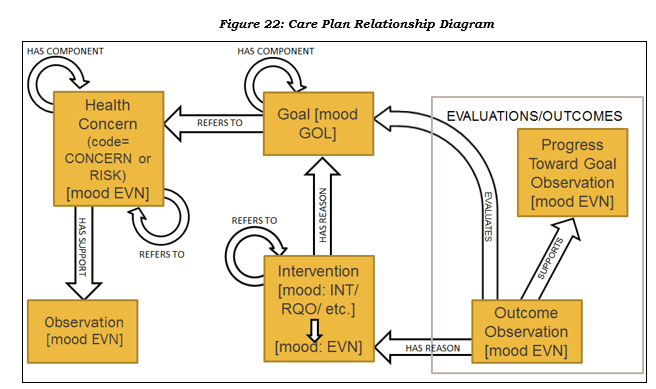 Figure 22: Care Plan Relationship Diagram
HAS COMPONENT
HAS COMPONENT
Health
Concern
(code=
CONCERN or
RISK)
[mood EVN]
REFERS TO
Goal [mood
GOL]
EVALUATIONS/OUTCOMES
Progress
Toward Goal
Observation
[mood EVN]
HAS SUPPORT
REFERS TO
HAS REASON
REFERS TO
EVALUATES
SUPPORTS
Observation
[mood EVN]
Intervention
[mood: INT/
RQO/ etc.]
[mood: EVN]
HAS REASON
Outcome
Observation
[mood EVN]